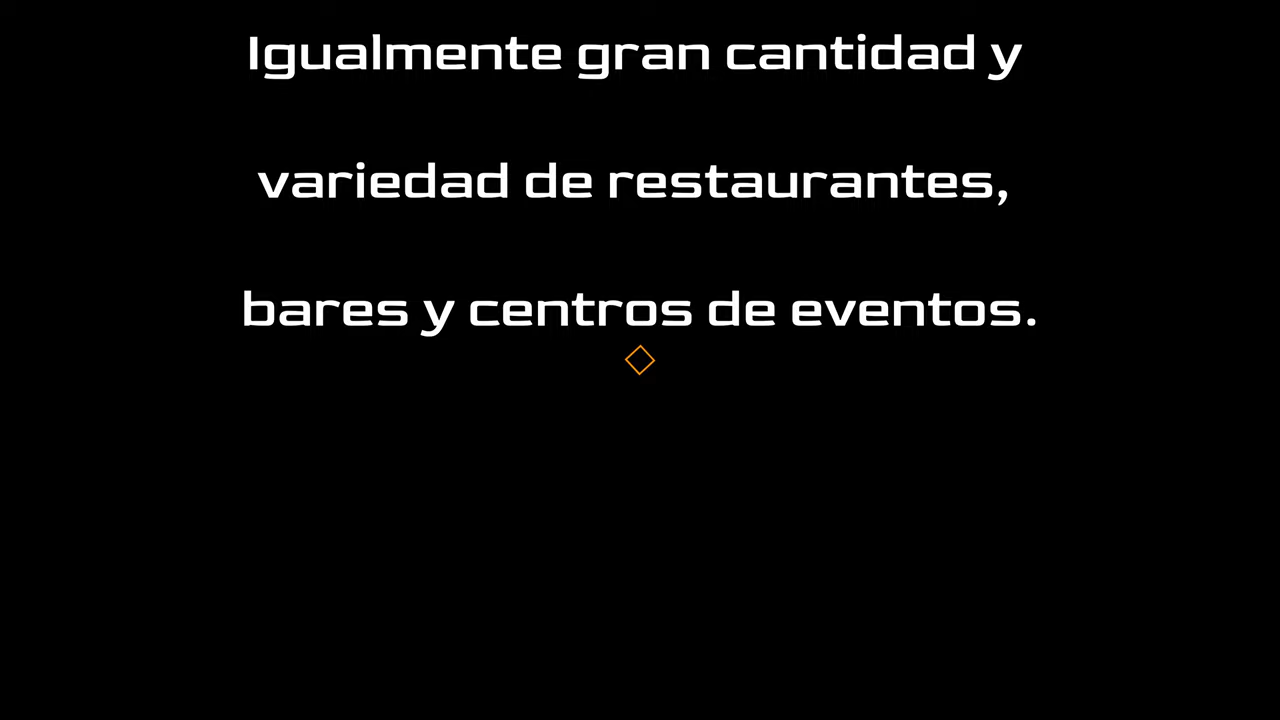 Igualmente gran cantidad y
variedad de restaurantes,
bares y centros de eventos.